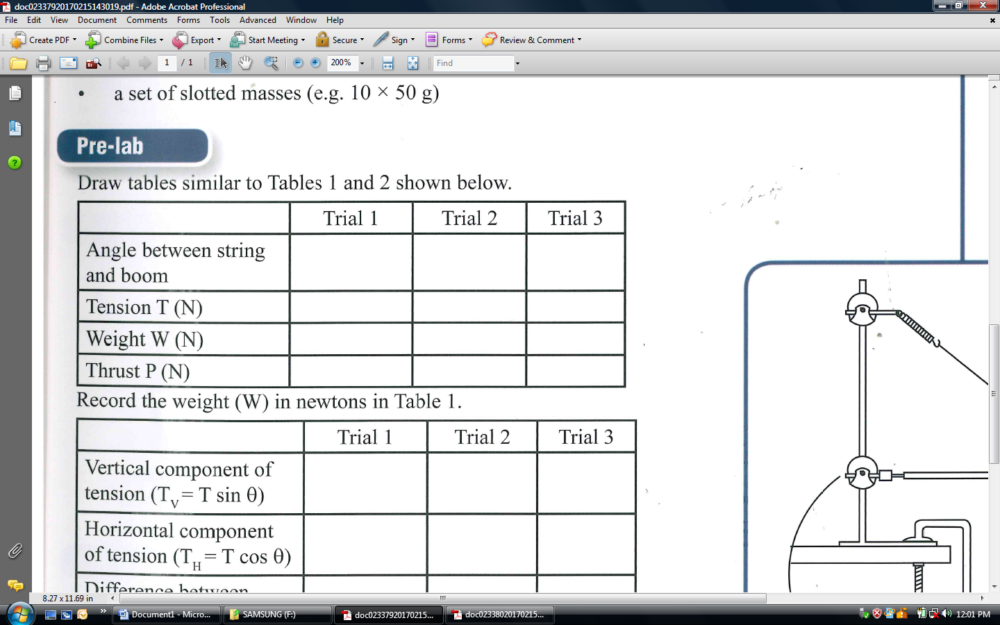 doc02337920170215143019.pdf - Adobe Acrobat Professional
File Edit View Document Comments Forms Tools Advanced Window Help
Create PDF Combine Files Export Start Meeting Secure Sign Forms Review & Comment
1 / 1 200% Find
• a set of slotted masses (e.g. 10 × 50 g)
Pre-lab
Draw tables similar to Tables 1 and 2 shown below.
Trial 1 Trial 2 Trial 3
Angle between string
and boom
Tension T (N)
Weight W (N)
Thrust P (N)
Record the weight (W) in newtons in Table 1.
Trial 1 Trial 2 Trial 3
Vertical component of
tension (TV = T sin θ)
Horizontal component
of tension (TH = T cos θ)
Difference between
8.27 x 11.69 in
Document1 - Micro... SAMSUNG (F:) doc02337920170215... doc02338020170215... 12:01 PM